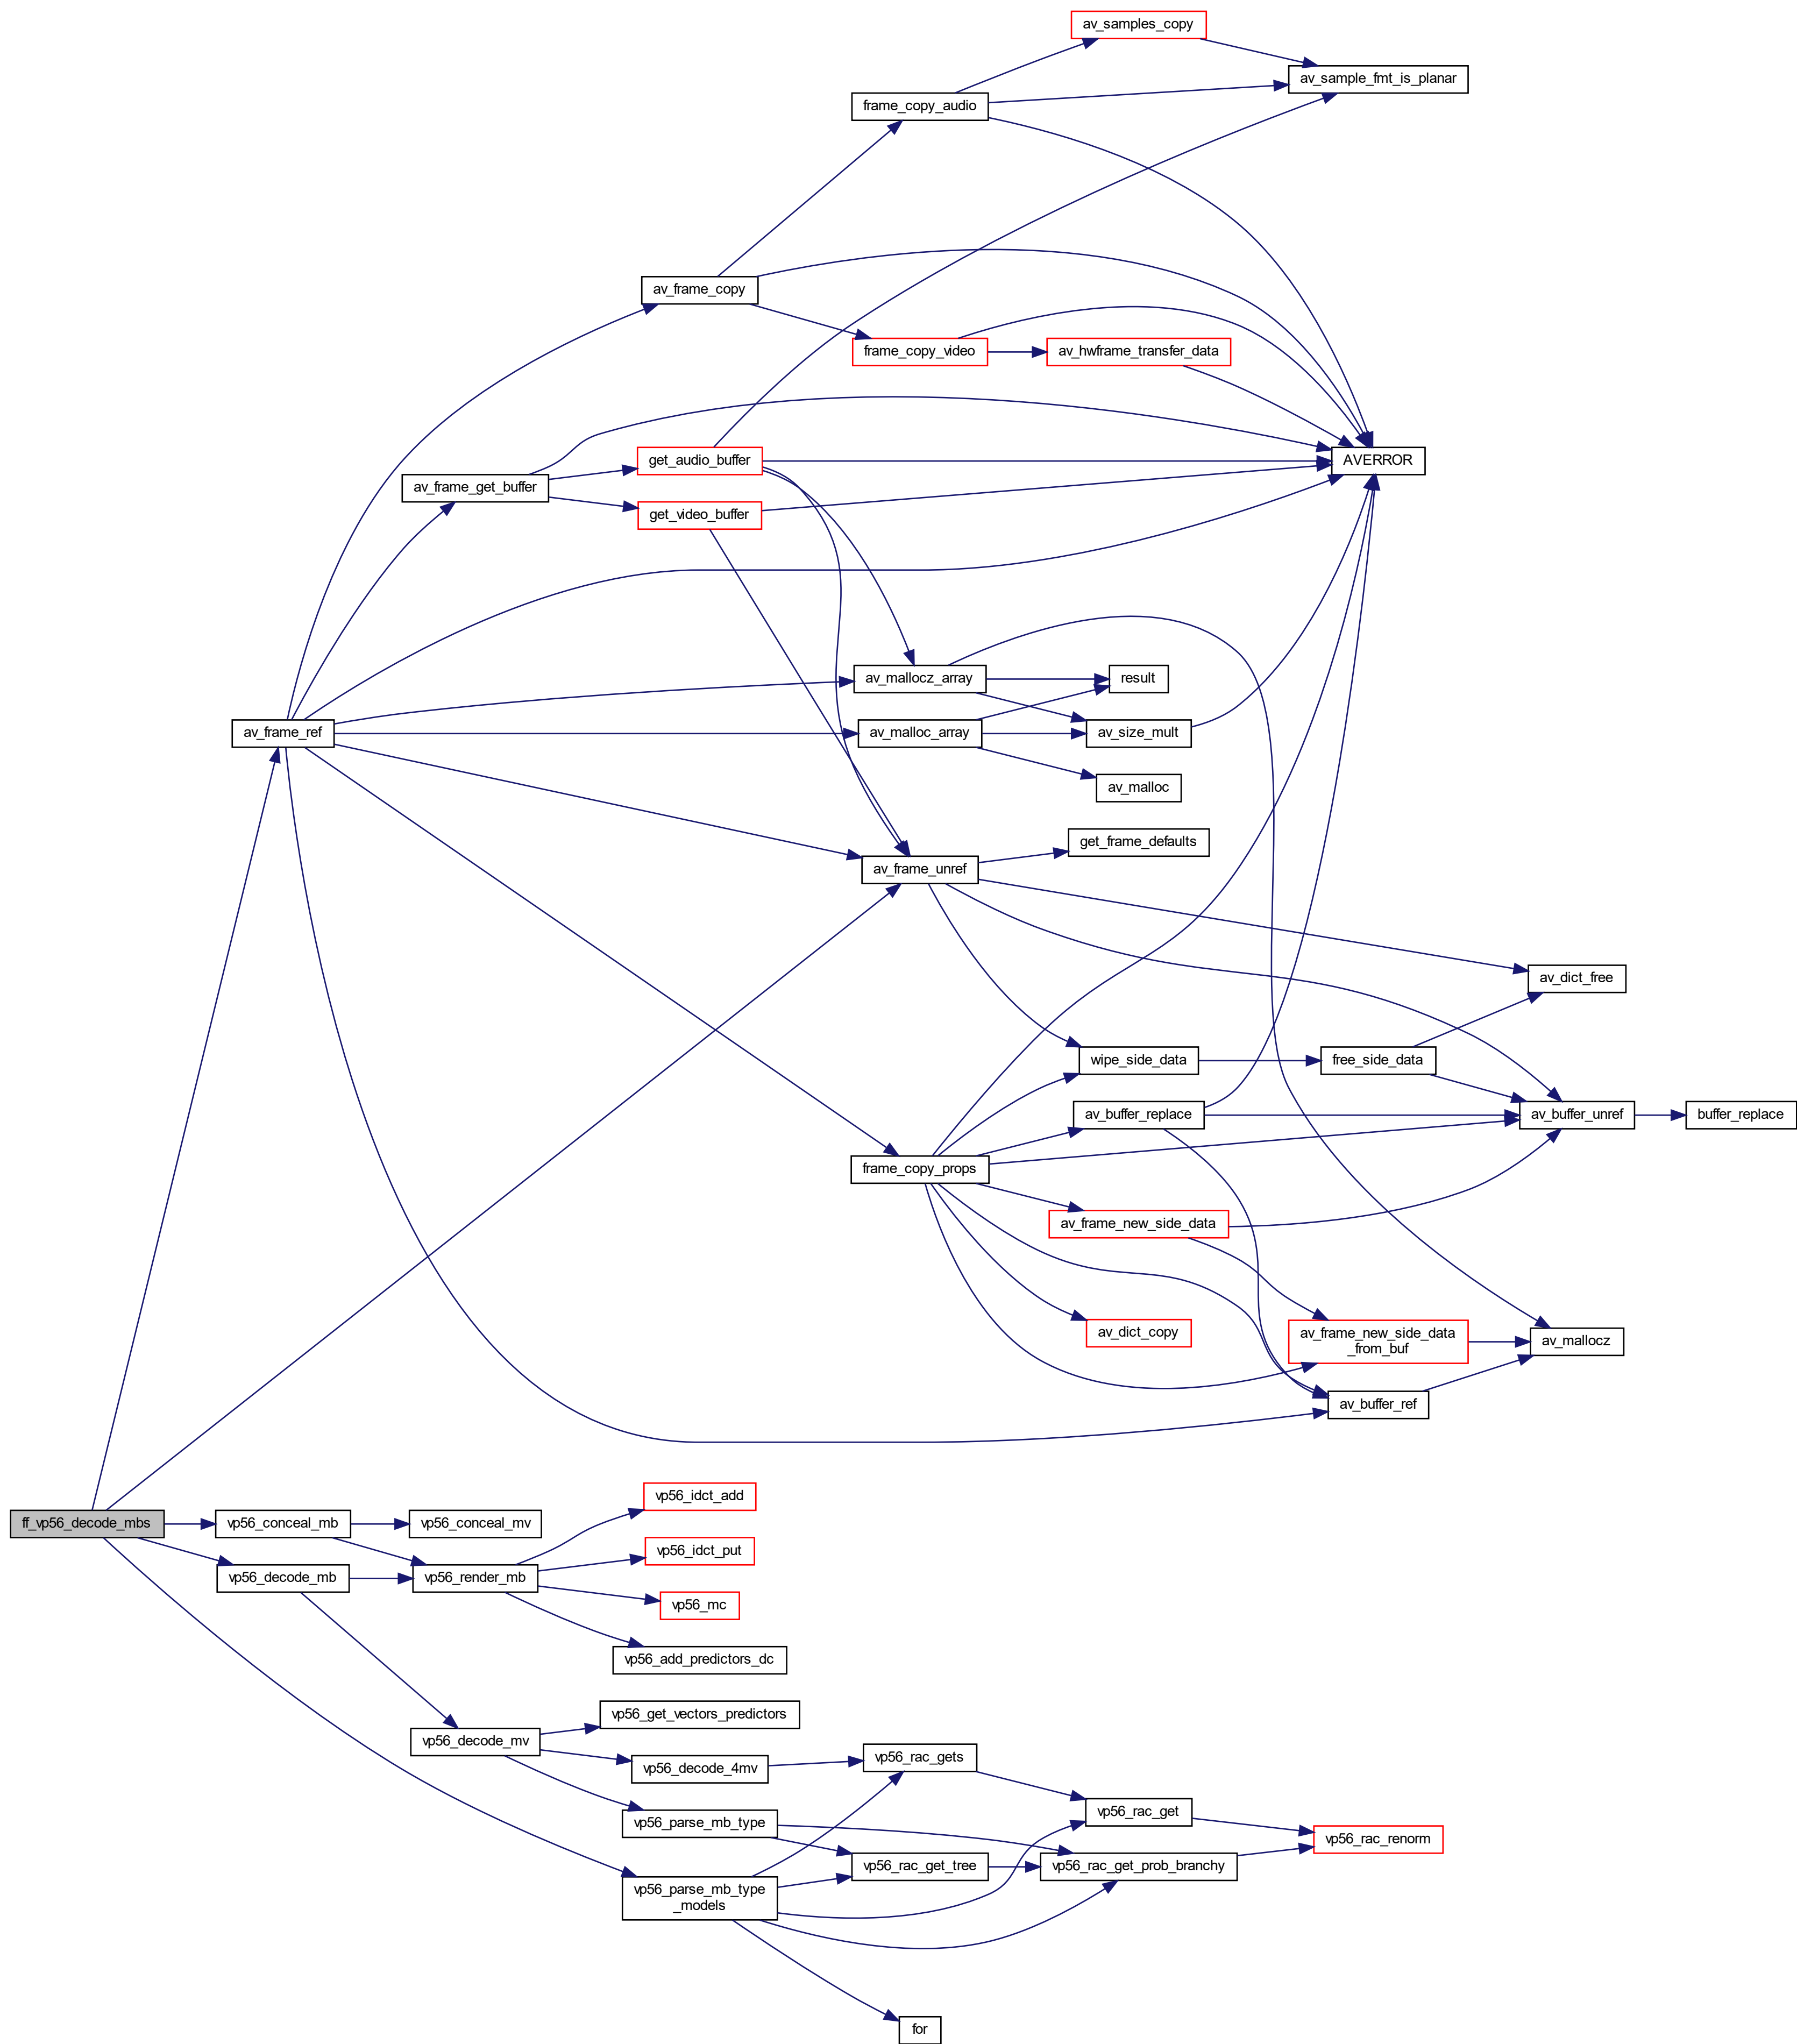 av_samples_copy
av_sample_fmt_is_planar
frame_copy_audio
av_frame_copy
frame_copy_video
av_hwframe_transfer_data
get_audio_buffer
AVERROR
av_frame_get_buffer
get_video_buffer
av_mallocz_array
result
av_frame_ref
av_malloc_array
av_size_mult
av_malloc
get_frame_defaults
av_frame_unref
av_dict_free
wipe_side_data
free_side_data
av_buffer_replace
av_buffer_unref
buffer_replace
frame_copy_props
av_frame_new_side_data
av_dict_copy
av_frame_new_side_data
_from_buf
av_mallocz
av_buffer_ref
vp56_idct_add
ff_vp56_decode_mbs
vp56_conceal_mb
vp56_conceal_mv
vp56_idct_put
vp56_decode_mb
vp56_render_mb
vp56_mc
vp56_add_predictors_dc
vp56_get_vectors_predictors
vp56_decode_mv
vp56_decode_4mv
vp56_rac_gets
vp56_rac_get
vp56_parse_mb_type
vp56_rac_renorm
vp56_rac_get_tree
vp56_rac_get_prob_branchy
vp56_parse_mb_type
_models
for